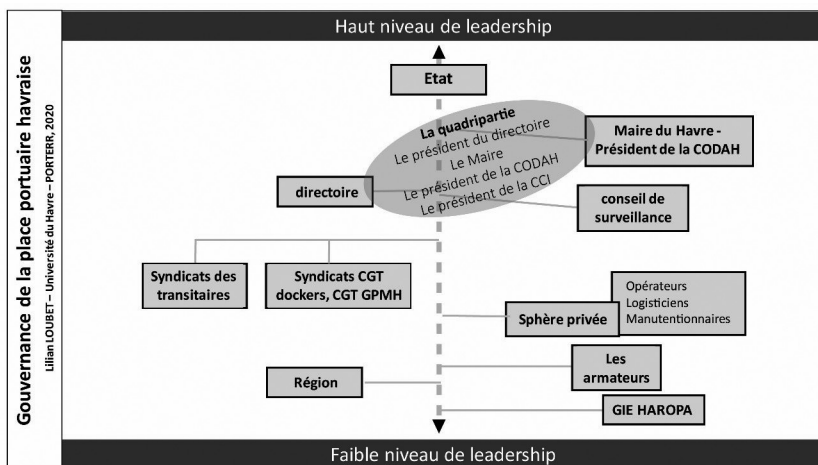 Gouvernance de la place portuaire havraise
Lilian LOUBET – Université du Havre – PORTERR, 2020
Haut niveau de leadership
Etat
La quadripartie
Le président du directoire
Le Maire
Le président de la CODAH
Le président de la CCI
Maire du Havre -
Président de la CODAH
directoire
conseil de
surveillance
Syndicats des
transitaires
Syndicats CGT
dockers, CGT GPMH
Opérateurs
Logisticiens
Manutentionnaires
Sphère privée
Les
armateurs
Région
GIE HAROPA
Faible niveau de leadership